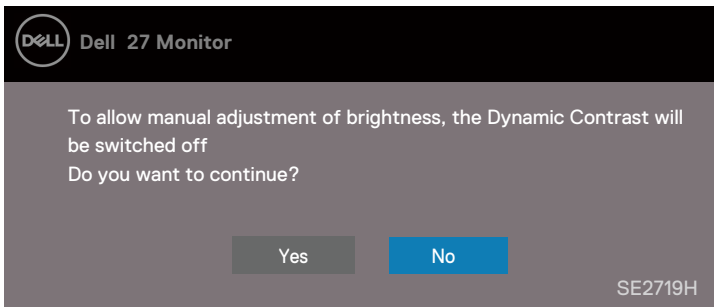 DELL Dell 27 Monitor
To allow manual adjustment of brightness, the Dynamic Contrast will
be switched off
Do you want to continue?
Yes No
SE2719H